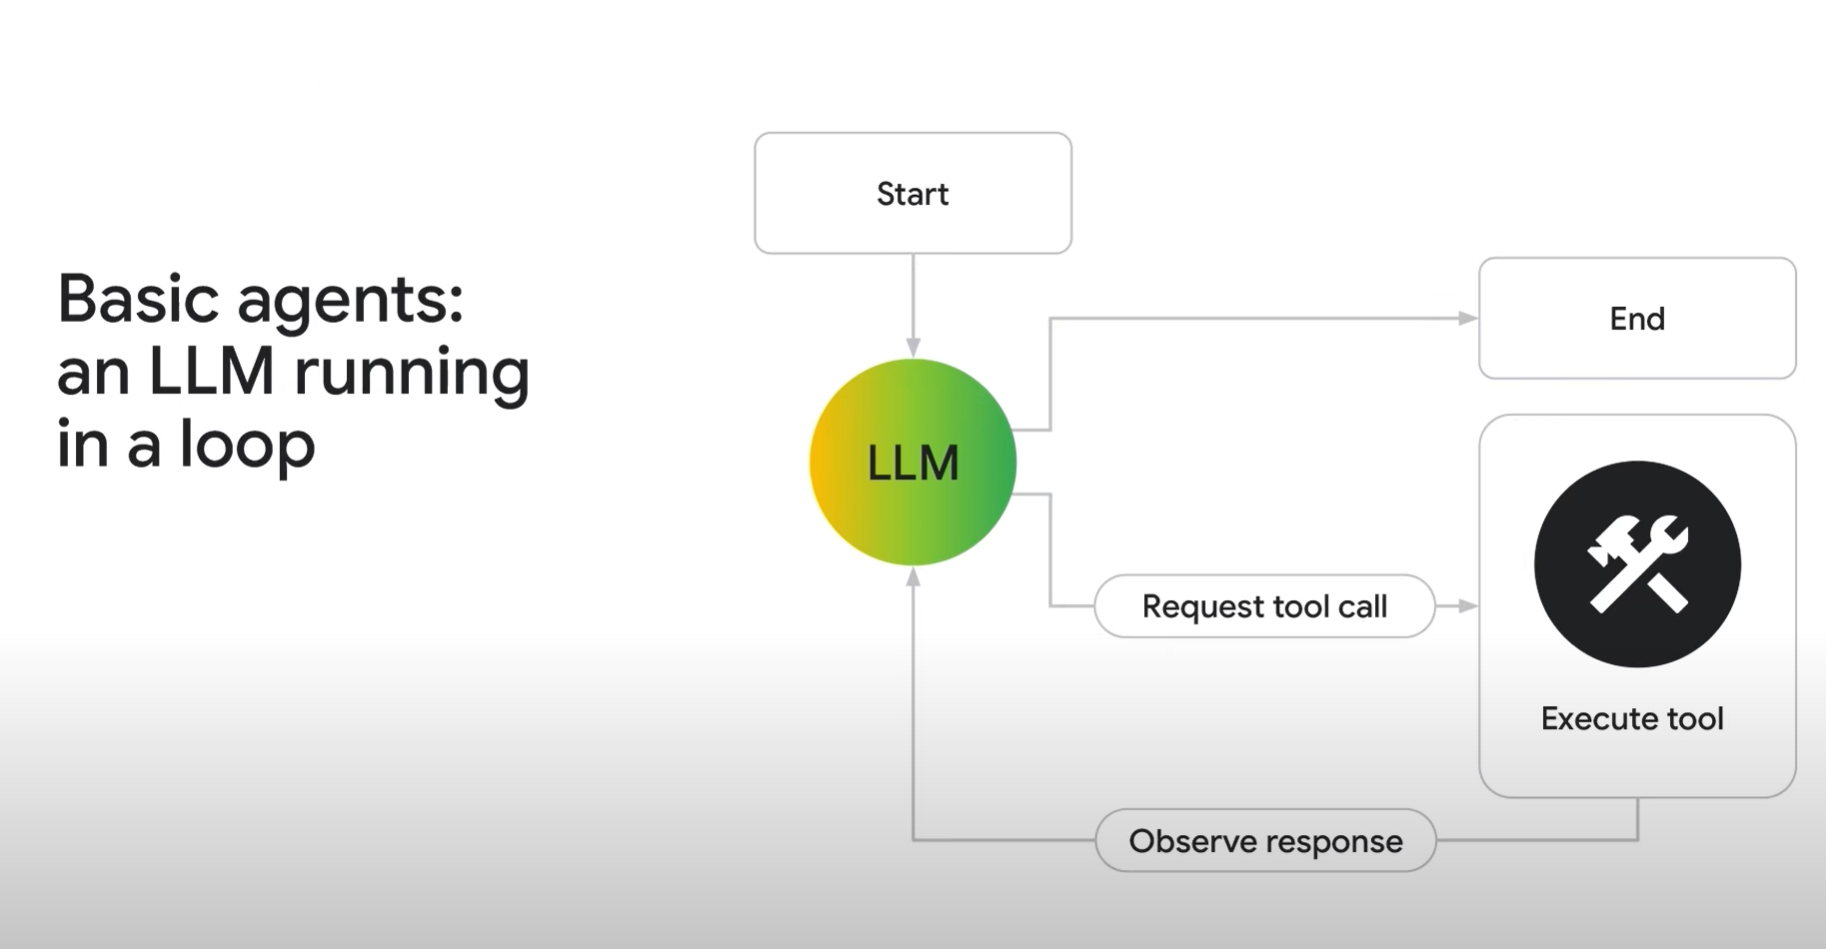 Basic agents:
an LLM running
in a loop
Start
End
LLM
Request tool call
Execute tool
Observe response